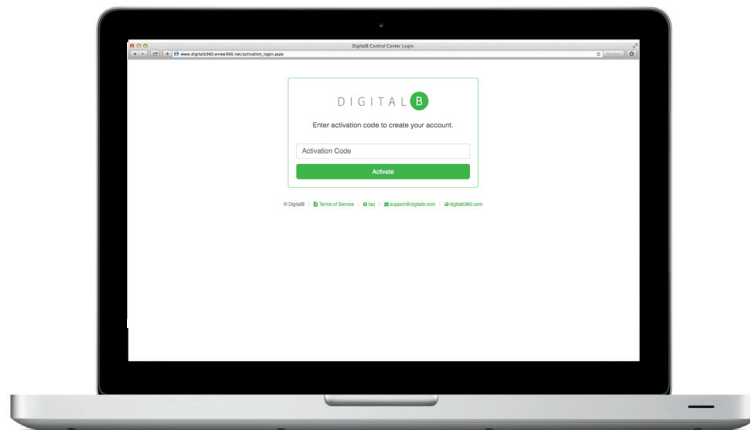 DigitalB Control Center Login
www.digitalb360.eview360.net/activation_login.aspx
DIGITAL B
Enter activation code to create your account.
Activation Code
Activate
© DigitalB | Terms of Service | faq | support@digitalb.com | digitalb360.com